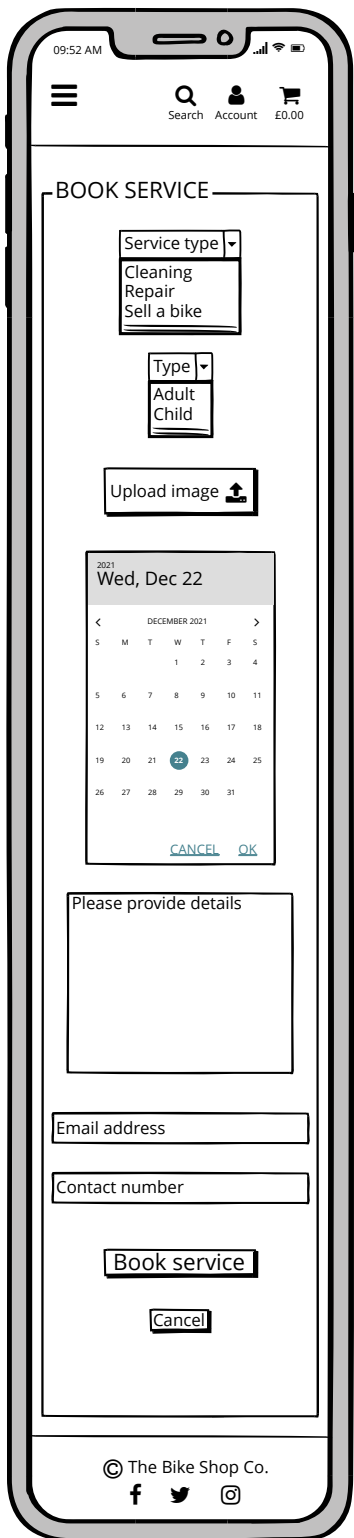 09:52 AM
Search Account £0.00
BOOK SERVICE
Service type
Cleaning
Repair
Sell a bike
Type
Adult
Child
Upload image
2021
Wed, Dec 22
DECEMBER 2021
S M T W T F S
1 2 3 4
5 6 7 8 9 10 11
12 13 14 15 16 17 18
19 20 21 22 23 24 25
26 27 28 29 30 31
CANCEL OK
Please provide details
Email address
Contact number
Book service
Cancel
© The Bike Shop Co.